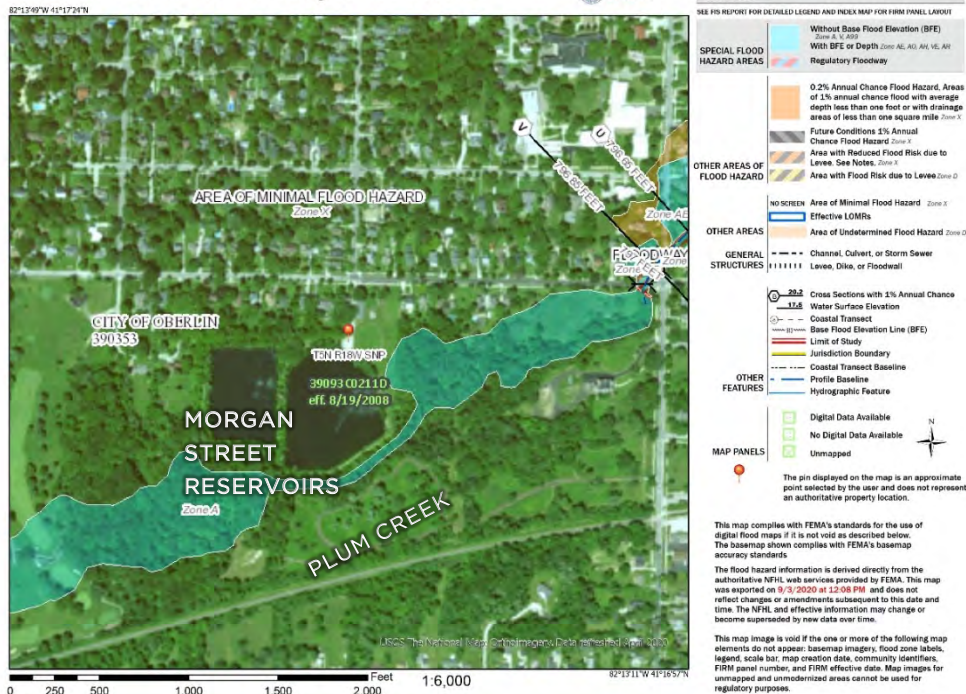 82°13'49"W 41°17'24"N
V
U
796.65 FEET
796.65 FEET
AREA OF MINIMAL FLOOD HAZARD
Zone X
Zone AE
FLOODWAY
Zone
CITY OF OBERLIN
390353
T5N R18W SNP
39093C0211D
eff. 8/19/2008
MORGAN
STREET
RESERVOIRS
Zone A
PLUM CREEK
USGS The National Map: Orthoimagery. Data refreshed April 2020
82°13'11"W 41°16'57"N
0 250 500 1,000 1,500 2,000 Feet 1:6,000
SEE FIS REPORT FOR DETAILED LEGEND AND INDEX MAP FOR FIRM PANEL LAYOUT
SPECIAL FLOOD
HAZARD AREAS
Without Base Flood Elevation (BFE)
Zone A, V, A99
With BFE or Depth Zone AE, AO, AH, VE, AR
Regulatory Floodway
OTHER AREAS OF
FLOOD HAZARD
0.2% Annual Chance Flood Hazard, Areas
of 1% annual chance flood with average
depth less than one foot or with drainage
areas of less than one square mile Zone X
Future Conditions 1% Annual
Chance Flood Hazard Zone X
Area with Reduced Flood Risk due to
Levee. See Notes. Zone X
Area with Flood Risk due to Levee Zone D
OTHER AREAS
NO SCREEN Area of Minimal Flood Hazard Zone X
Effective LOMRs
Area of Undetermined Flood Hazard Zone D
GENERAL
STRUCTURES
Channel, Culvert, or Storm Sewer
Levee, Dike, or Floodwall
OTHER
FEATURES
B 20.2 Cross Sections with 1% Annual Chance
17.5 Water Surface Elevation
Coastal Transect
Base Flood Elevation Line (BFE)
Limit of Study
Jurisdiction Boundary
Coastal Transect Baseline
Profile Baseline
Hydrographic Feature
MAP PANELS
Digital Data Available
No Digital Data Available
Unmapped
N
The pin displayed on the map is an approximate
point selected by the user and does not represent
an authoritative property location.
This map complies with FEMA's standards for the use of
digital flood maps if it is not void as described below.
The basemap shown complies with FEMA's basemap
accuracy standards
The flood hazard information is derived directly from the
authoritative NFHL web services provided by FEMA. This map
was exported on 9/3/2020 at 12:08 PM and does not
reflect changes or amendments subsequent to this date and
time. The NFHL and effective information may change or
become superseded by new data over time.
This map image is void if the one or more of the following map
elements do not appear: basemap imagery, flood zone labels,
legend, scale bar, map creation date, community identifiers,
FIRM panel number, and FIRM effective date. Map images for
unmapped and unmodernized areas cannot be used for
regulatory purposes.